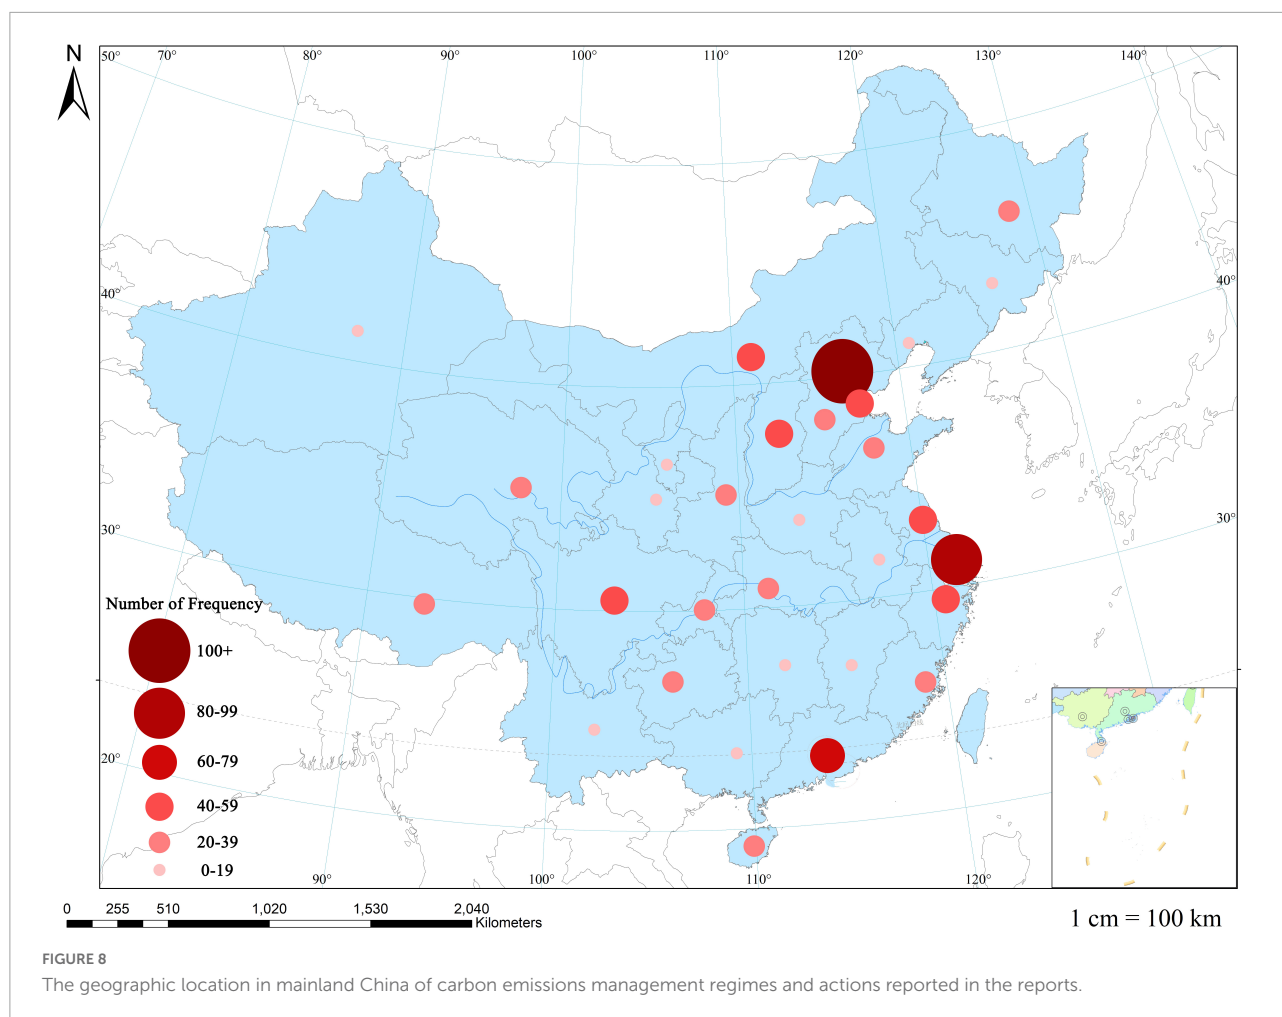 N
50° 70° 80° 90° 100° 110° 120° 130° 140°
40° 40°
30° 30°
Number of Frequency
100+
80-99
60-79
20°
40-59
20-39
0-19
90° 100° 110° 120°
0 255 510 1,020 1,530 2,040
Kilometers
1 cm = 100 km
FIGURE 8
The geographic location in mainland China of carbon emissions management regimes and actions reported in the reports.